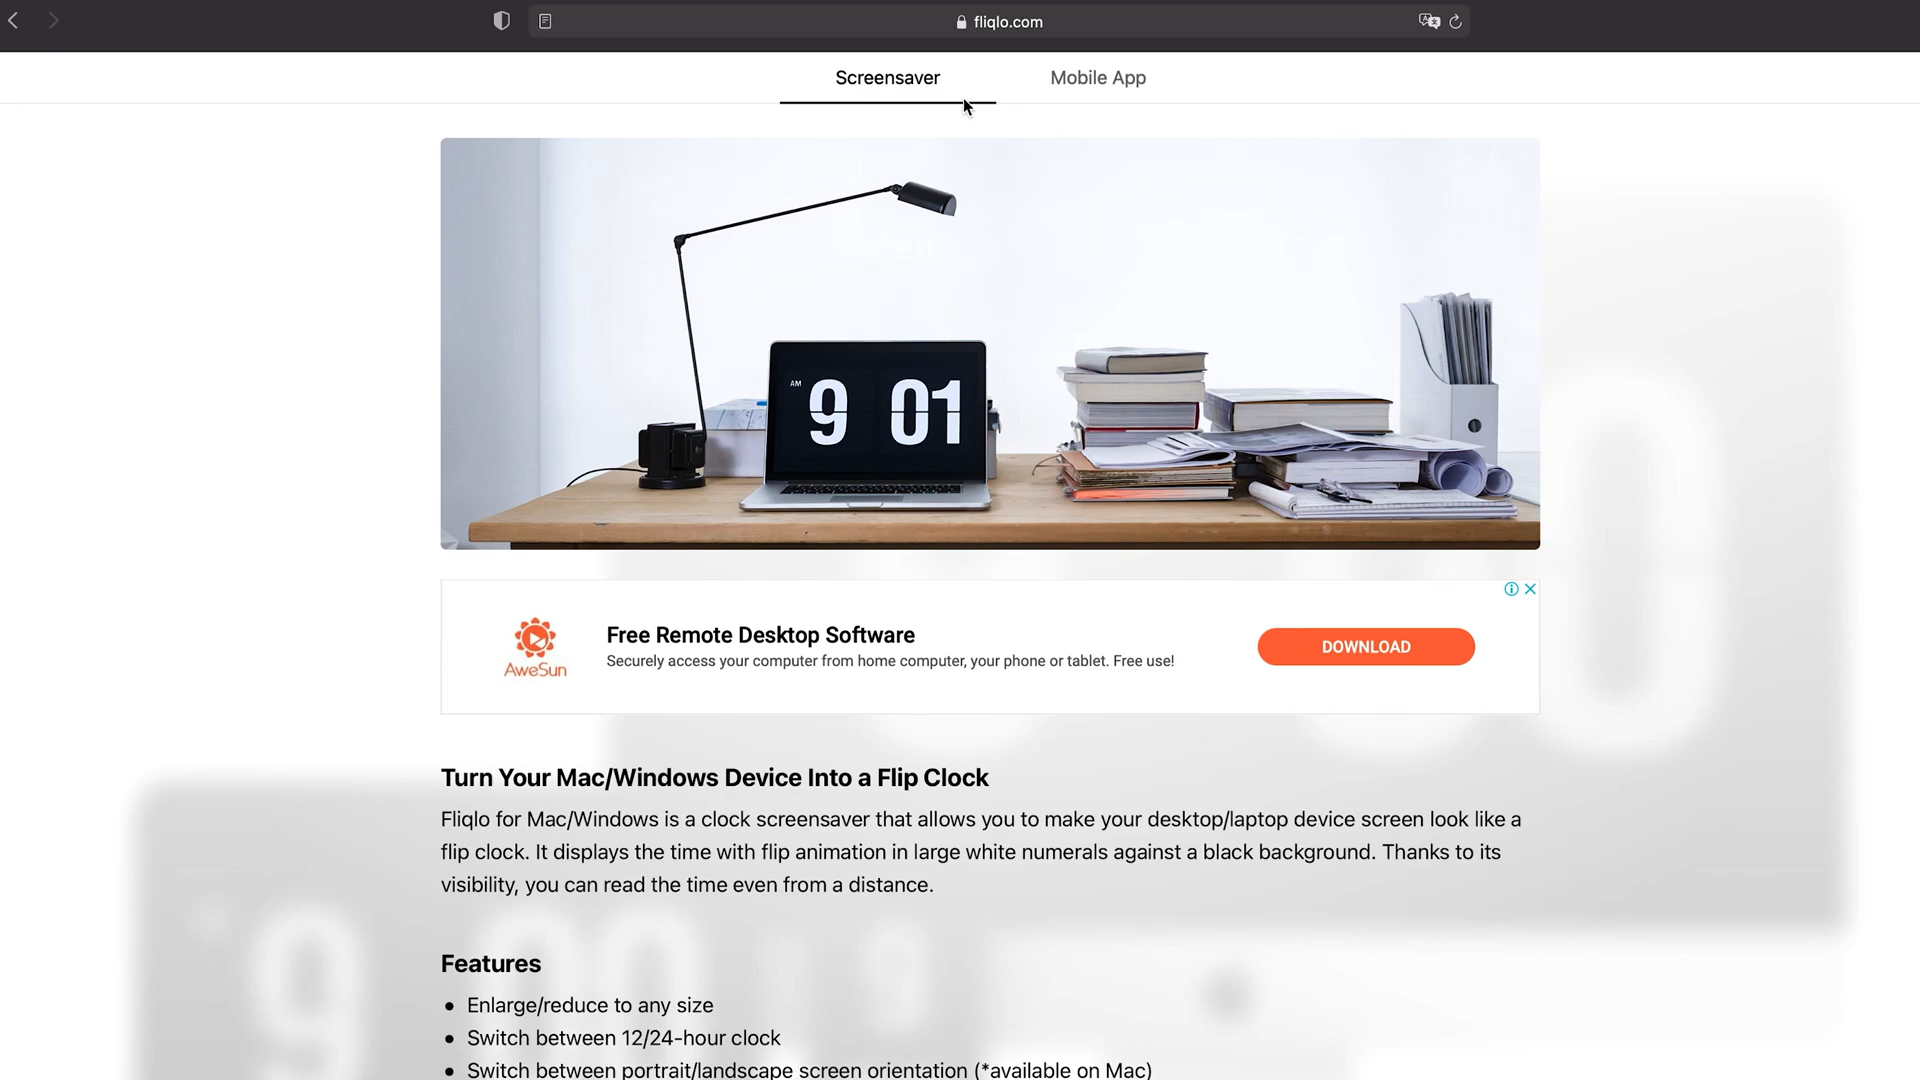 fliqlo.com
Screensaver
Mobile App
AM
9 01
Free Remote Desktop Software
Securely access your computer from home computer, your phone or tablet. Free use!
AweSun
DOWNLOAD
Turn Your Mac/Windows Device Into a Flip Clock
Fliqlo for Mac/Windows is a clock screensaver that allows you to make your desktop/laptop device screen look like a
flip clock. It displays the time with flip animation in large white numerals against a black background. Thanks to its
visibility, you can read the time even from a distance.
Features
• Enlarge/reduce to any size
• Switch between 12/24-hour clock
• Switch between portrait/landscape screen orientation (*available on Mac)